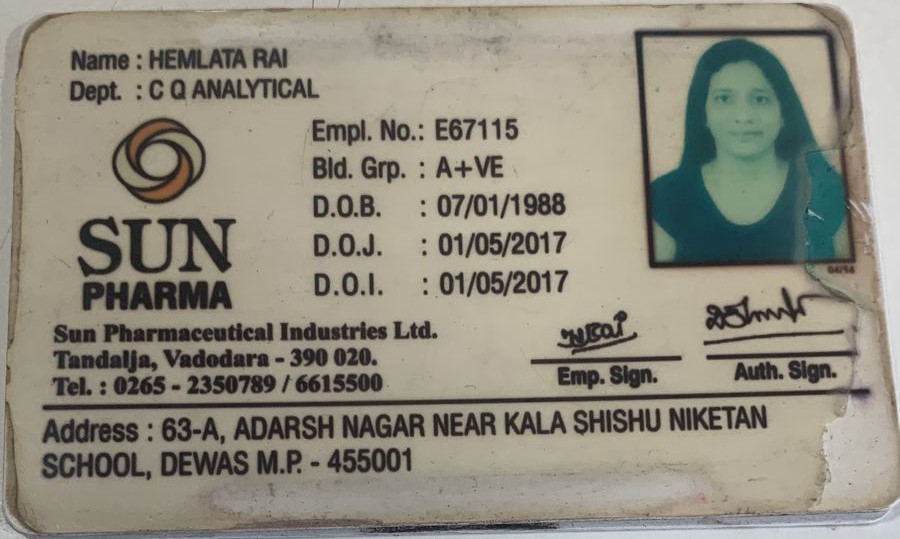 Name : HEMLATA RAI
Dept. : C Q ANALYTICAL
Empl. No.: E67115
Bld. Grp. : A+VE
D.O.B. : 07/01/1988
D.O.J. : 01/05/2017
D.O.I. : 01/05/2017
04/14
SUN
PHARMA
Sun Pharmaceutical Industries Ltd.
Tandalja, Vadodara - 390 020.
Tel. : 0265 - 2350789 / 6615500
Emp. Sign.
Auth. Sign.
Address : 63-A, ADARSH NAGAR NEAR KALA SHISHU NIKETAN
SCHOOL, DEWAS M.P. - 455001